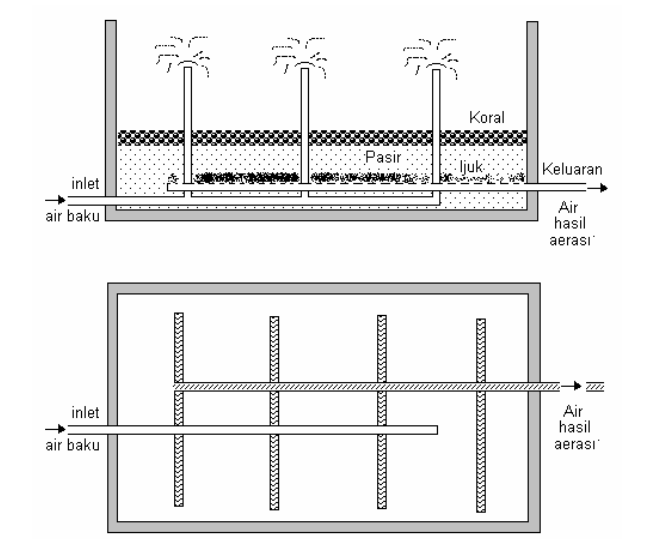 Koral
Pasir
Ijuk
Keluaran
inlet
air baku
Air
hasil
aerasi
inlet
air baku
Air
hasil
aerasi